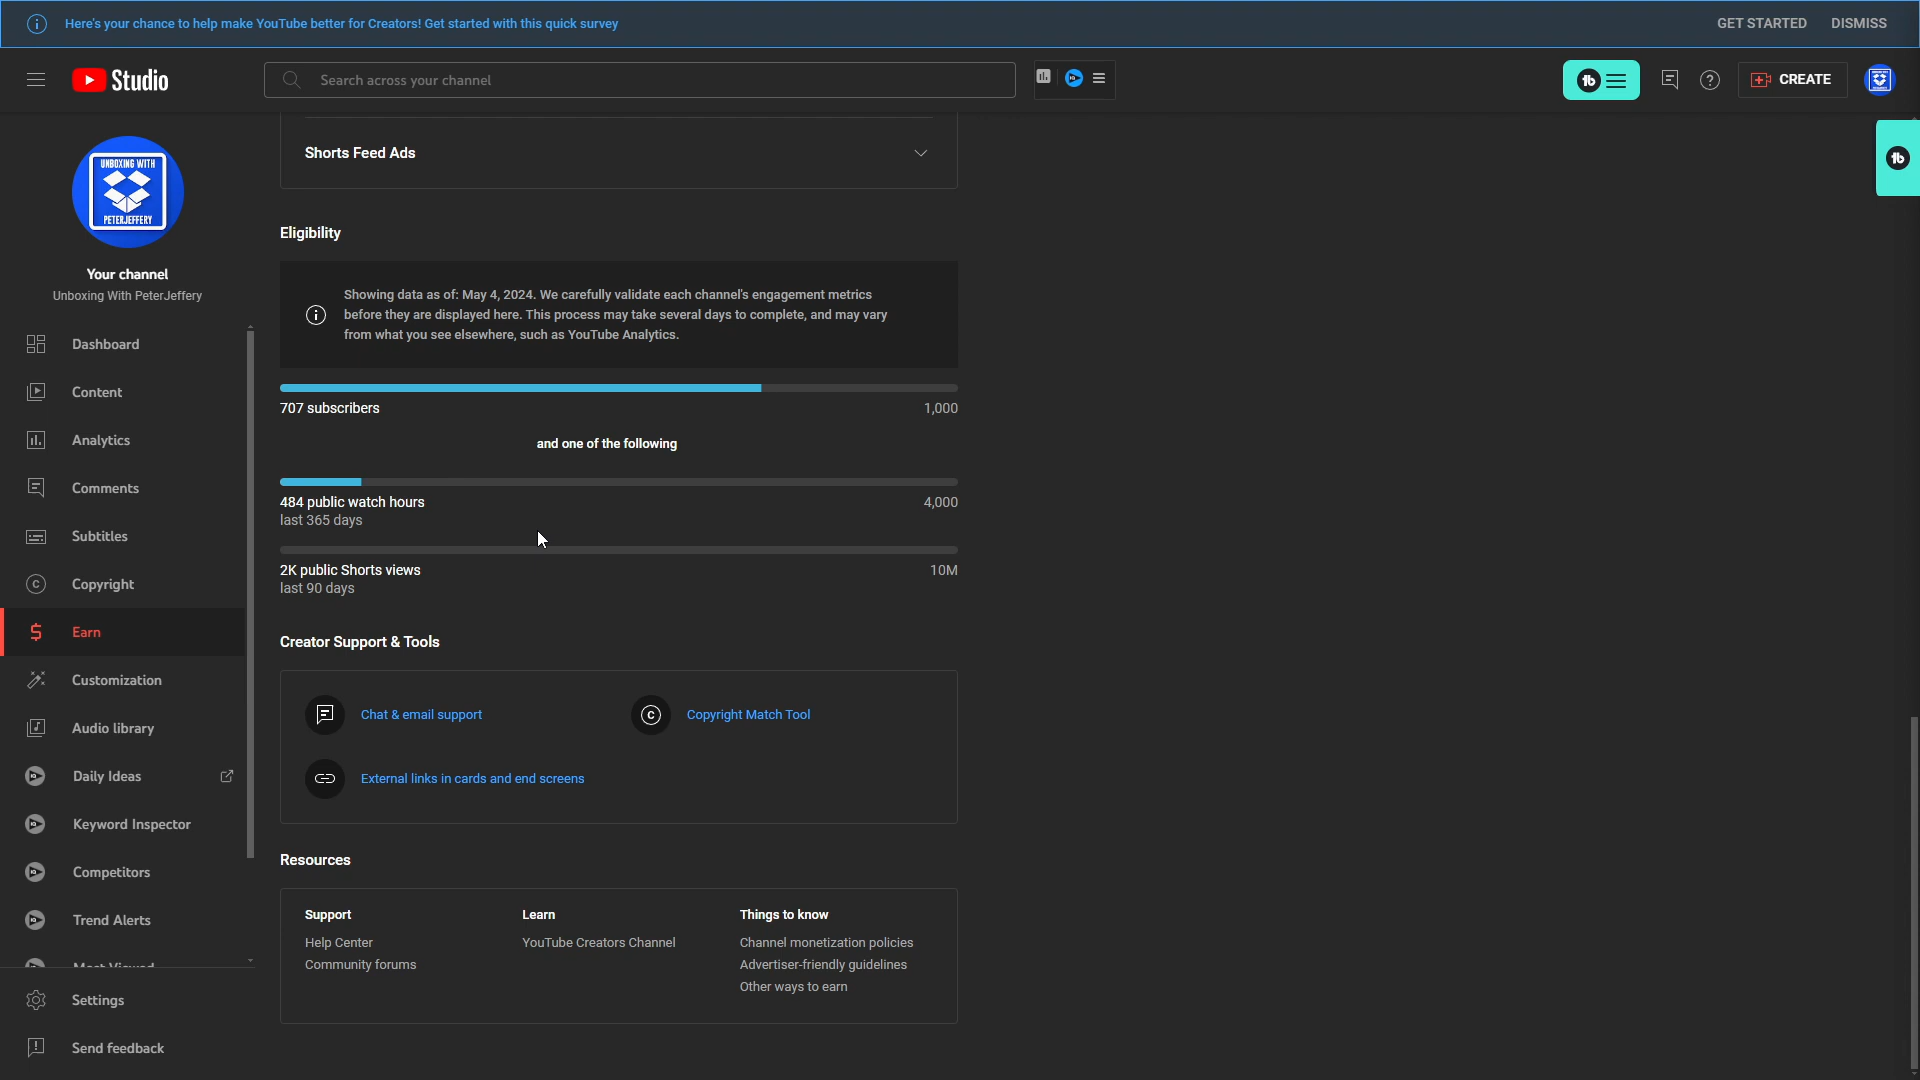 Here's your chance to help make YouTube better for Creators! Get started with this quick survey
GET STARTED
DISMISS
Studio
Search across your channel
CREATE
UNBOXING WITH
PETERJEFFERY
Your channel
Unboxing With PeterJeffery
Dashboard
Content
Analytics
Comments
Subtitles
Copyright
Earn
Customization
Audio library
Daily Ideas
Keyword Inspector
Competitors
Trend Alerts
Settings
Send feedback
Shorts Feed Ads
Eligibility
Showing data as of: May 4, 2024. We carefully validate each channel's engagement metrics
before they are displayed here. This process may take several days to complete, and may vary
from what you see elsewhere, such as YouTube Analytics.
707 subscribers
1,000
and one of the following
484 public watch hours
4,000
last 365 days
2K public Shorts views
10M
last 90 days
Creator Support & Tools
Chat & email support
Copyright Match Tool
External links in cards and end screens
Resources
Support
Help Center
Community forums
Learn
YouTube Creators Channel
Things to know
Channel monetization policies
Advertiser-friendly guidelines
Other ways to earn